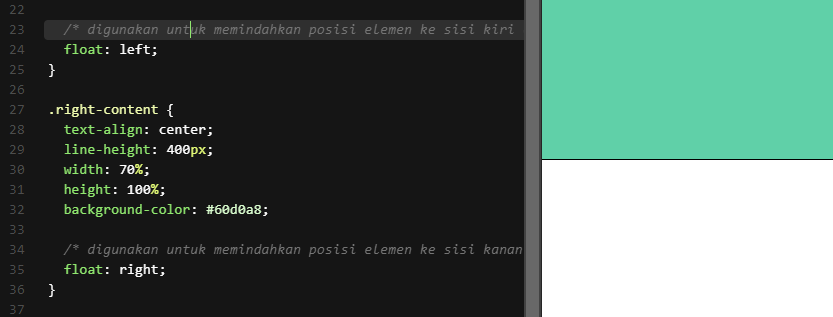 22
23 /* digunakan untuk memindahkan posisi elemen ke sisi kiri
24 float: left;
25 }
26
27 .right-content {
28 text-align: center;
29 line-height: 400px;
30 width: 70%;
31 height: 100%;
32 background-color: #60d0a8;
33
34 /* digunakan untuk memindahkan posisi elemen ke sisi kanan
35 float: right;
36 }
37